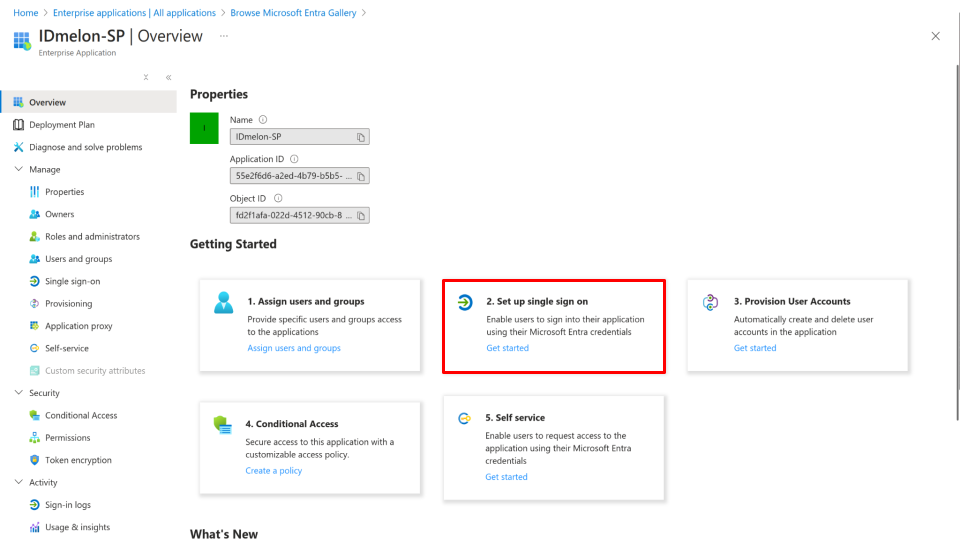 Home > Enterprise applications | All applications > Browse Microsoft Entra Gallery >
IDmelon-SP | Overview ...
Enterprise Application
Overview
Deployment Plan
Diagnose and solve problems
Manage
Properties
Owners
Roles and administrators
Users and groups
Single sign-on
Provisioning
Application proxy
Self-service
Custom security attributes
Security
Conditional Access
Permissions
Token encryption
Activity
Sign-in logs
Usage & insights
Properties
I
Name
IDmelon-SP
Application ID
55e2f6d6-a2ed-4b79-b5b5- ...
Object ID
fd2f1afa-022d-4512-90cb-8 ...
Getting Started
1. Assign users and groups
Provide specific users and groups access
to the applications
Assign users and groups
2. Set up single sign on
Enable users to sign into their application
using their Microsoft Entra credentials
Get started
3. Provision User Accounts
Automatically create and delete user
accounts in the application
Get started
4. Conditional Access
Secure access to this application with a
customizable access policy.
Create a policy
5. Self service
Enable users to request access to the
application using their Microsoft Entra
credentials
Get started
What's New